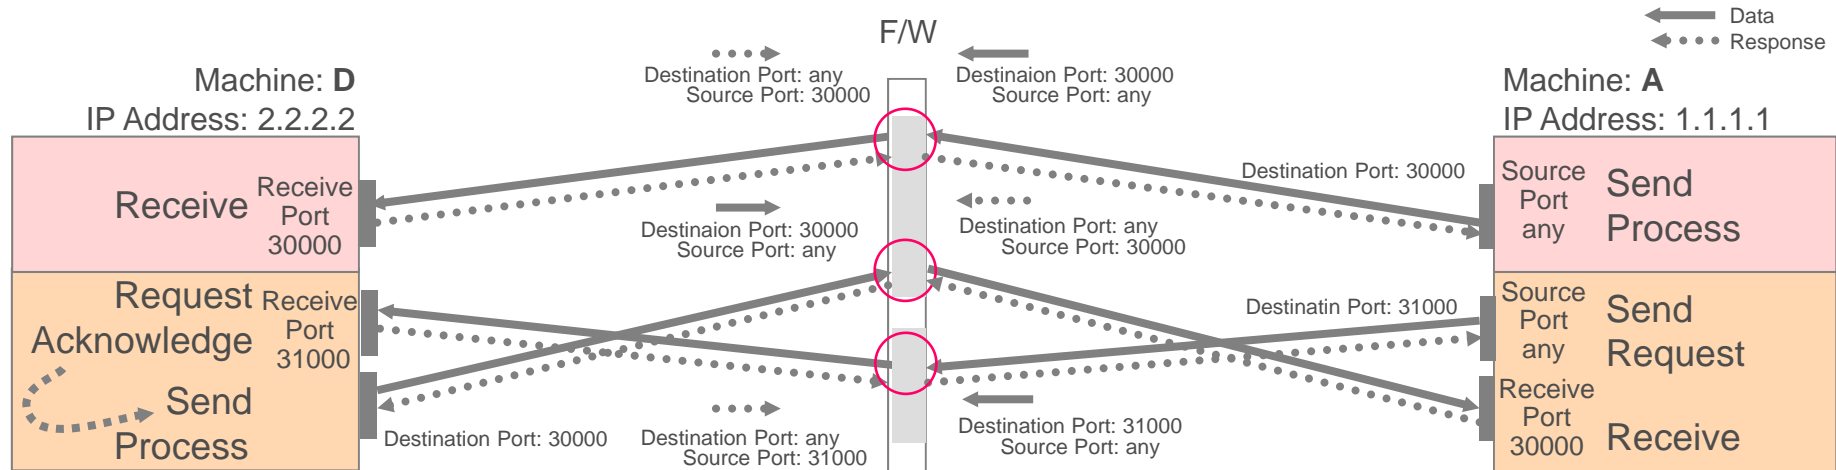 Data
Response
F/W
Destination Port: any
Source Port: 30000
Destinaion Port: 30000
Source Port: any
Machine: D
IP Address: 2.2.2.2
Machine: A
IP Address: 1.1.1.1
Receive
Receive
Port
30000
Destination Port: 30000
Source
Port
any
Send
Process
Destinaion Port: 30000
Source Port: any
Destination Port: any
Source Port: 30000
Request
Acknowledge
Receive
Port
31000
Destinatin Port: 31000
Source
Port
any
Send
Request
Send
Process
Destination Port: 30000
Destination Port: any
Source Port: 31000
Destination Port: 31000
Source Port: any
Receive
Port
30000
Receive